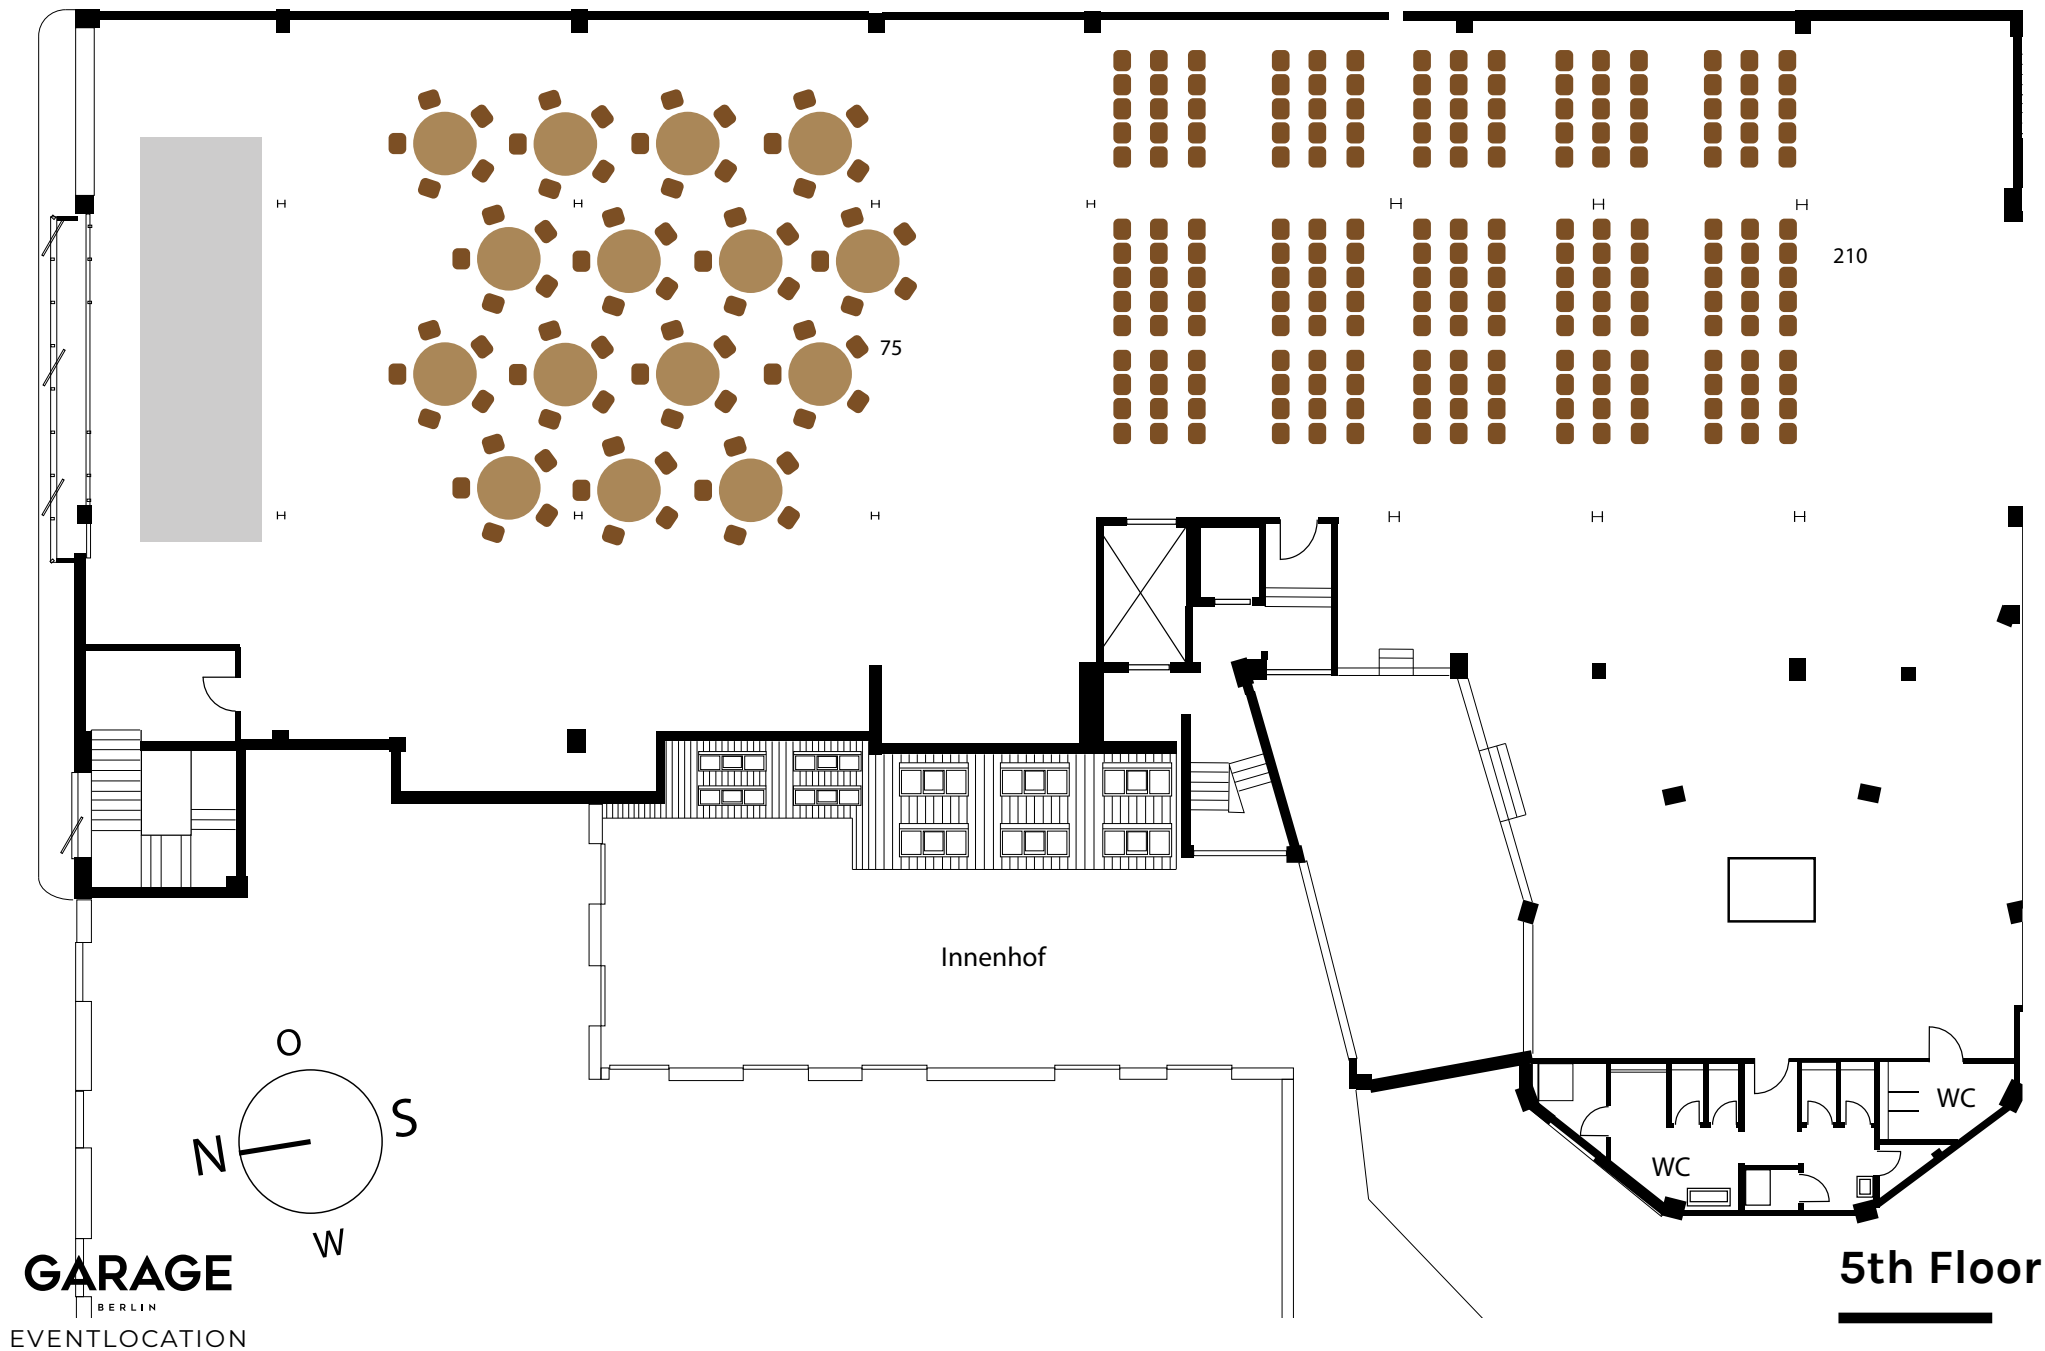 210
75
Innenhof
O
S
N
W
WC
WC
GARAGE
BERLIN
EVENTLOCATION
5th Floor